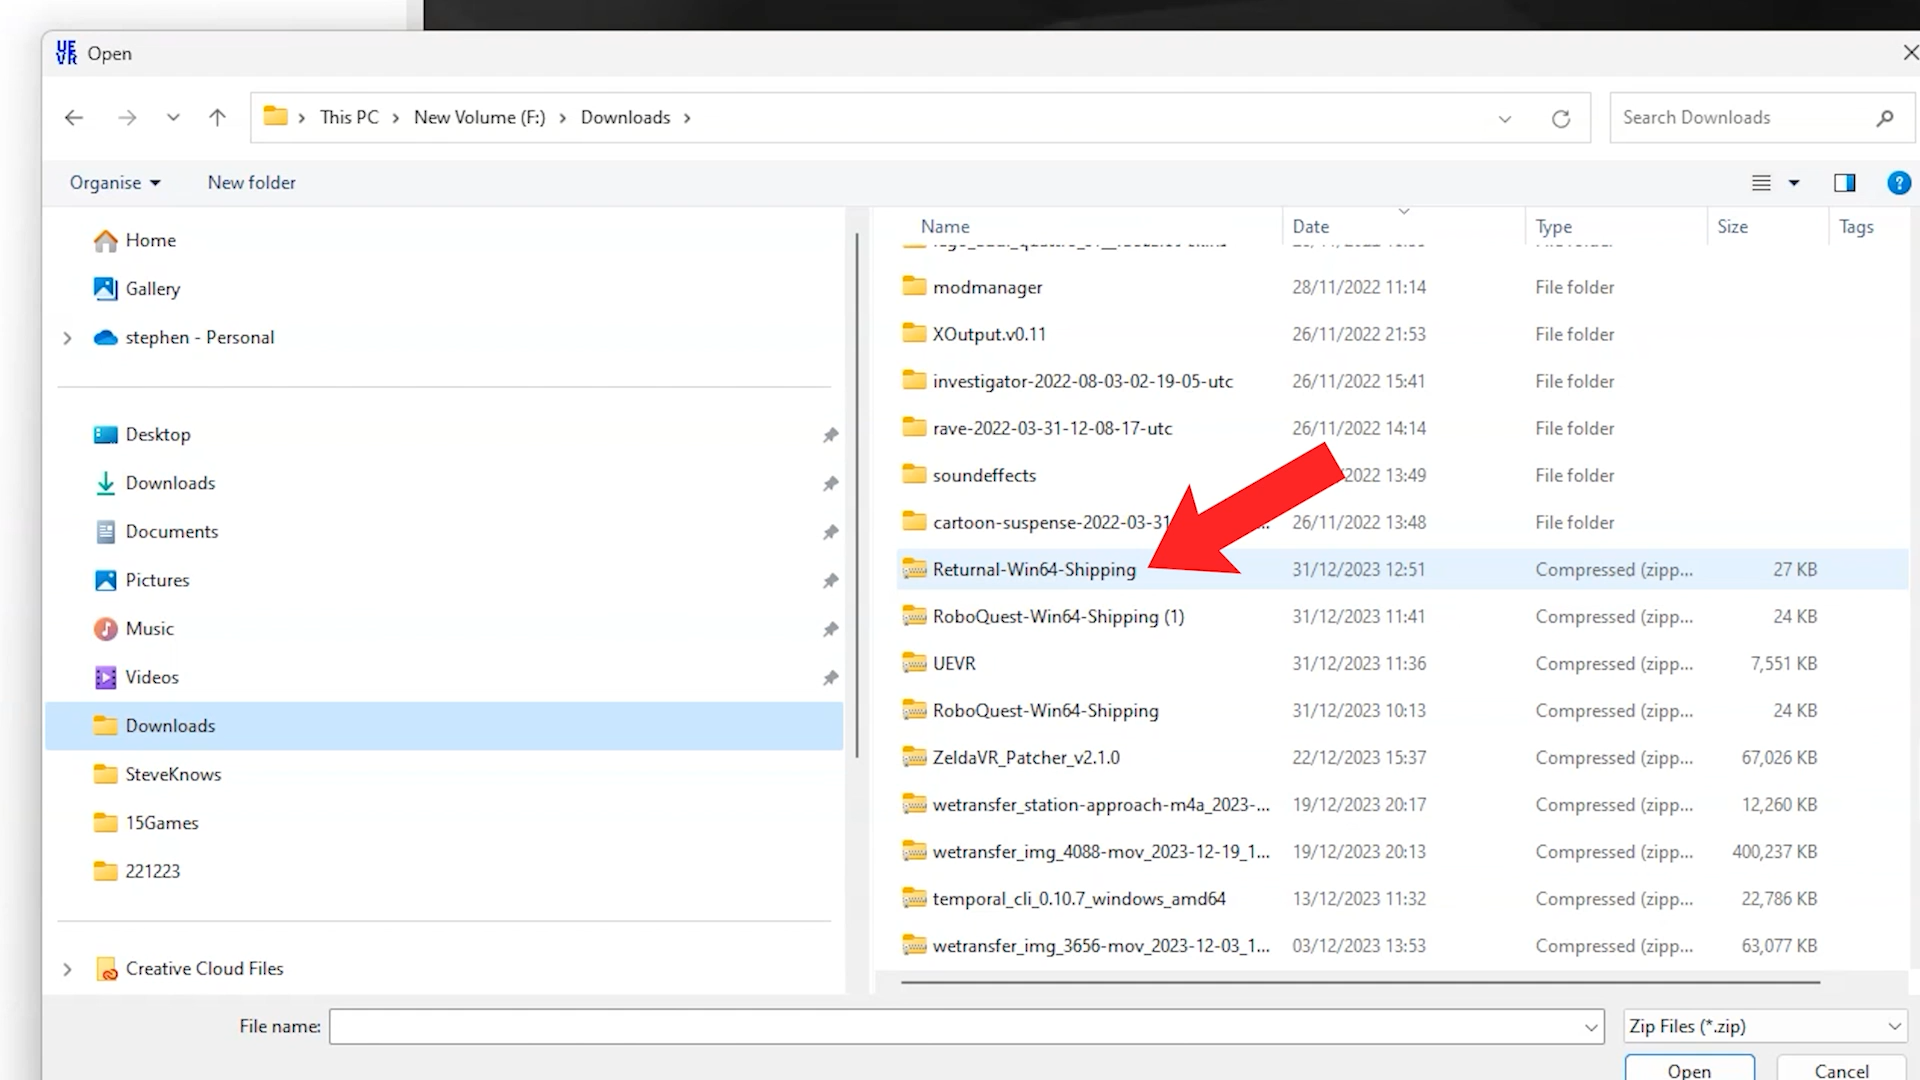 UE
VR
Open
This PC
New Volume (F:)
Downloads
Search Downloads
Organise
New folder
?
Home
Gallery
stephen - Personal
Desktop
Downloads
Documents
Pictures
Music
Videos
Downloads
SteveKnows
15Games
221223
Creative Cloud Files
Name Date Type Size Tags
modmanager 28/11/2022 11:14 File folder
XOutput.v0.11 26/11/2022 21:53 File folder
investigator-2022-08-03-02-19-05-utc 26/11/2022 15:41 File folder
rave-2022-03-31-12-08-17-utc 26/11/2022 14:14 File folder
soundeffects 2022 13:49 File folder
cartoon-suspense-2022-03-31 ... 26/11/2022 13:48 File folder
Returnal-Win64-Shipping 31/12/2023 12:51 Compressed (zipp... 27 KB
RoboQuest-Win64-Shipping (1) 31/12/2023 11:41 Compressed (zipp... 24 KB
UEVR 31/12/2023 11:36 Compressed (zipp... 7,551 KB
RoboQuest-Win64-Shipping 31/12/2023 10:13 Compressed (zipp... 24 KB
ZeldaVR_Patcher_v2.1.0 22/12/2023 15:37 Compressed (zipp... 67,026 KB
wetransfer_station-approach-m4a_2023-... 19/12/2023 20:17 Compressed (zipp... 12,260 KB
wetransfer_img_4088-mov_2023-12-19_1... 19/12/2023 20:13 Compressed (zipp... 400,237 KB
temporal_cli_0.10.7_windows_amd64 13/12/2023 11:32 Compressed (zipp... 22,786 KB
wetransfer_img_3656-mov_2023-12-03_1... 03/12/2023 13:53 Compressed (zipp... 63,077 KB
File name:
Zip Files (*.zip)
Open
Cancel